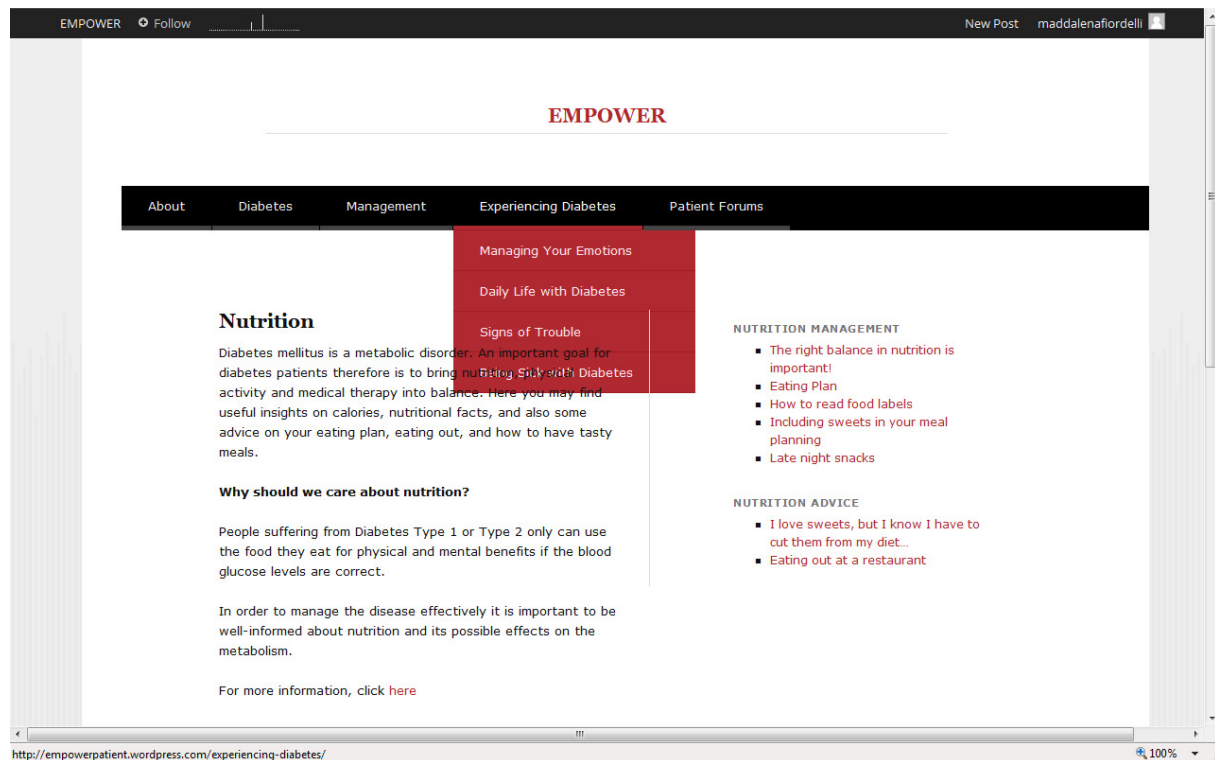 EMPOWER Follow New Post maddalenafiordelli
EMPOWER
About Diabetes Management Experiencing Diabetes Patient Forums
Managing Your Emotions
Daily Life with Diabetes
Signs of Trouble
Being Sick with Diabetes
Nutrition
Diabetes mellitus is a metabolic disorder. An important goal for
diabetes patients therefore is to bring nutrition, physical
activity and medical therapy into balance. Here you may find
useful insights on calories, nutritional facts, and also some
advice on your eating plan, eating out, and how to have tasty
meals.
Why should we care about nutrition?
People suffering from Diabetes Type 1 or Type 2 only can use
the food they eat for physical and mental benefits if the blood
glucose levels are correct.
In order to manage the disease effectively it is important to be
well-informed about nutrition and its possible effects on the
metabolism.
For more information, click here
NUTRITION MANAGEMENT
The right balance in nutrition is
important!
Eating Plan
How to read food labels
Including sweets in your meal
planning
Late night snacks
NUTRITION ADVICE
I love sweets, but I know I have to
cut them from my diet...
Eating out at a restaurant
http://empowerpatient.wordpress.com/experiencing-diabetes/ 100%